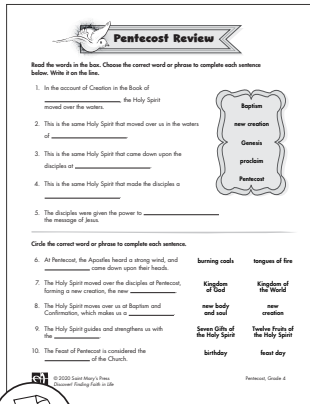 Pentecost Review
Read the words in the box. Choose the correct word or phrase to complete each sentence
below. Write it on the line.
1. In the account of Creation in the Book of
____________, the Holy Spirit
moved over the waters.
2. This is the same Holy Spirit that moved over us in the waters
of ____________.
3. This is the same Holy Spirit that came down upon the
disciples at ____________.
4. This is the same Holy Spirit that made the disciples a
____________.
5. The disciples were given the power to ____________
the message of Jesus.
Baptism
new creation
Genesis
proclaim
Pentecost
Circle the correct word or phrase to complete each sentence.
6. At Pentecost, the Apostles heard a strong wind, and
____________ came down upon their heads.
burning coals
tongues of fire
7. The Holy Spirit moved over the disciples at Pentecost,
forming a new creation, the new ____________.
Kingdom
of God
Kingdom of
the World
8. The Holy Spirit moves over us at Baptism and
Confirmation, which makes us a ____________.
new body
and soul
new
creation
9. The Holy Spirit guides and strengthens us with
the ____________.
Seven Gifts of
the Holy Spirit
Twelve Fruits of
the Holy Spirit
10. The Feast of Pentecost is considered the
____________ of the Church.
birthday
feast day
© 2020 Saint Mary's Press
Discover! Finding Faith in Life
Pentecost, Grade 4